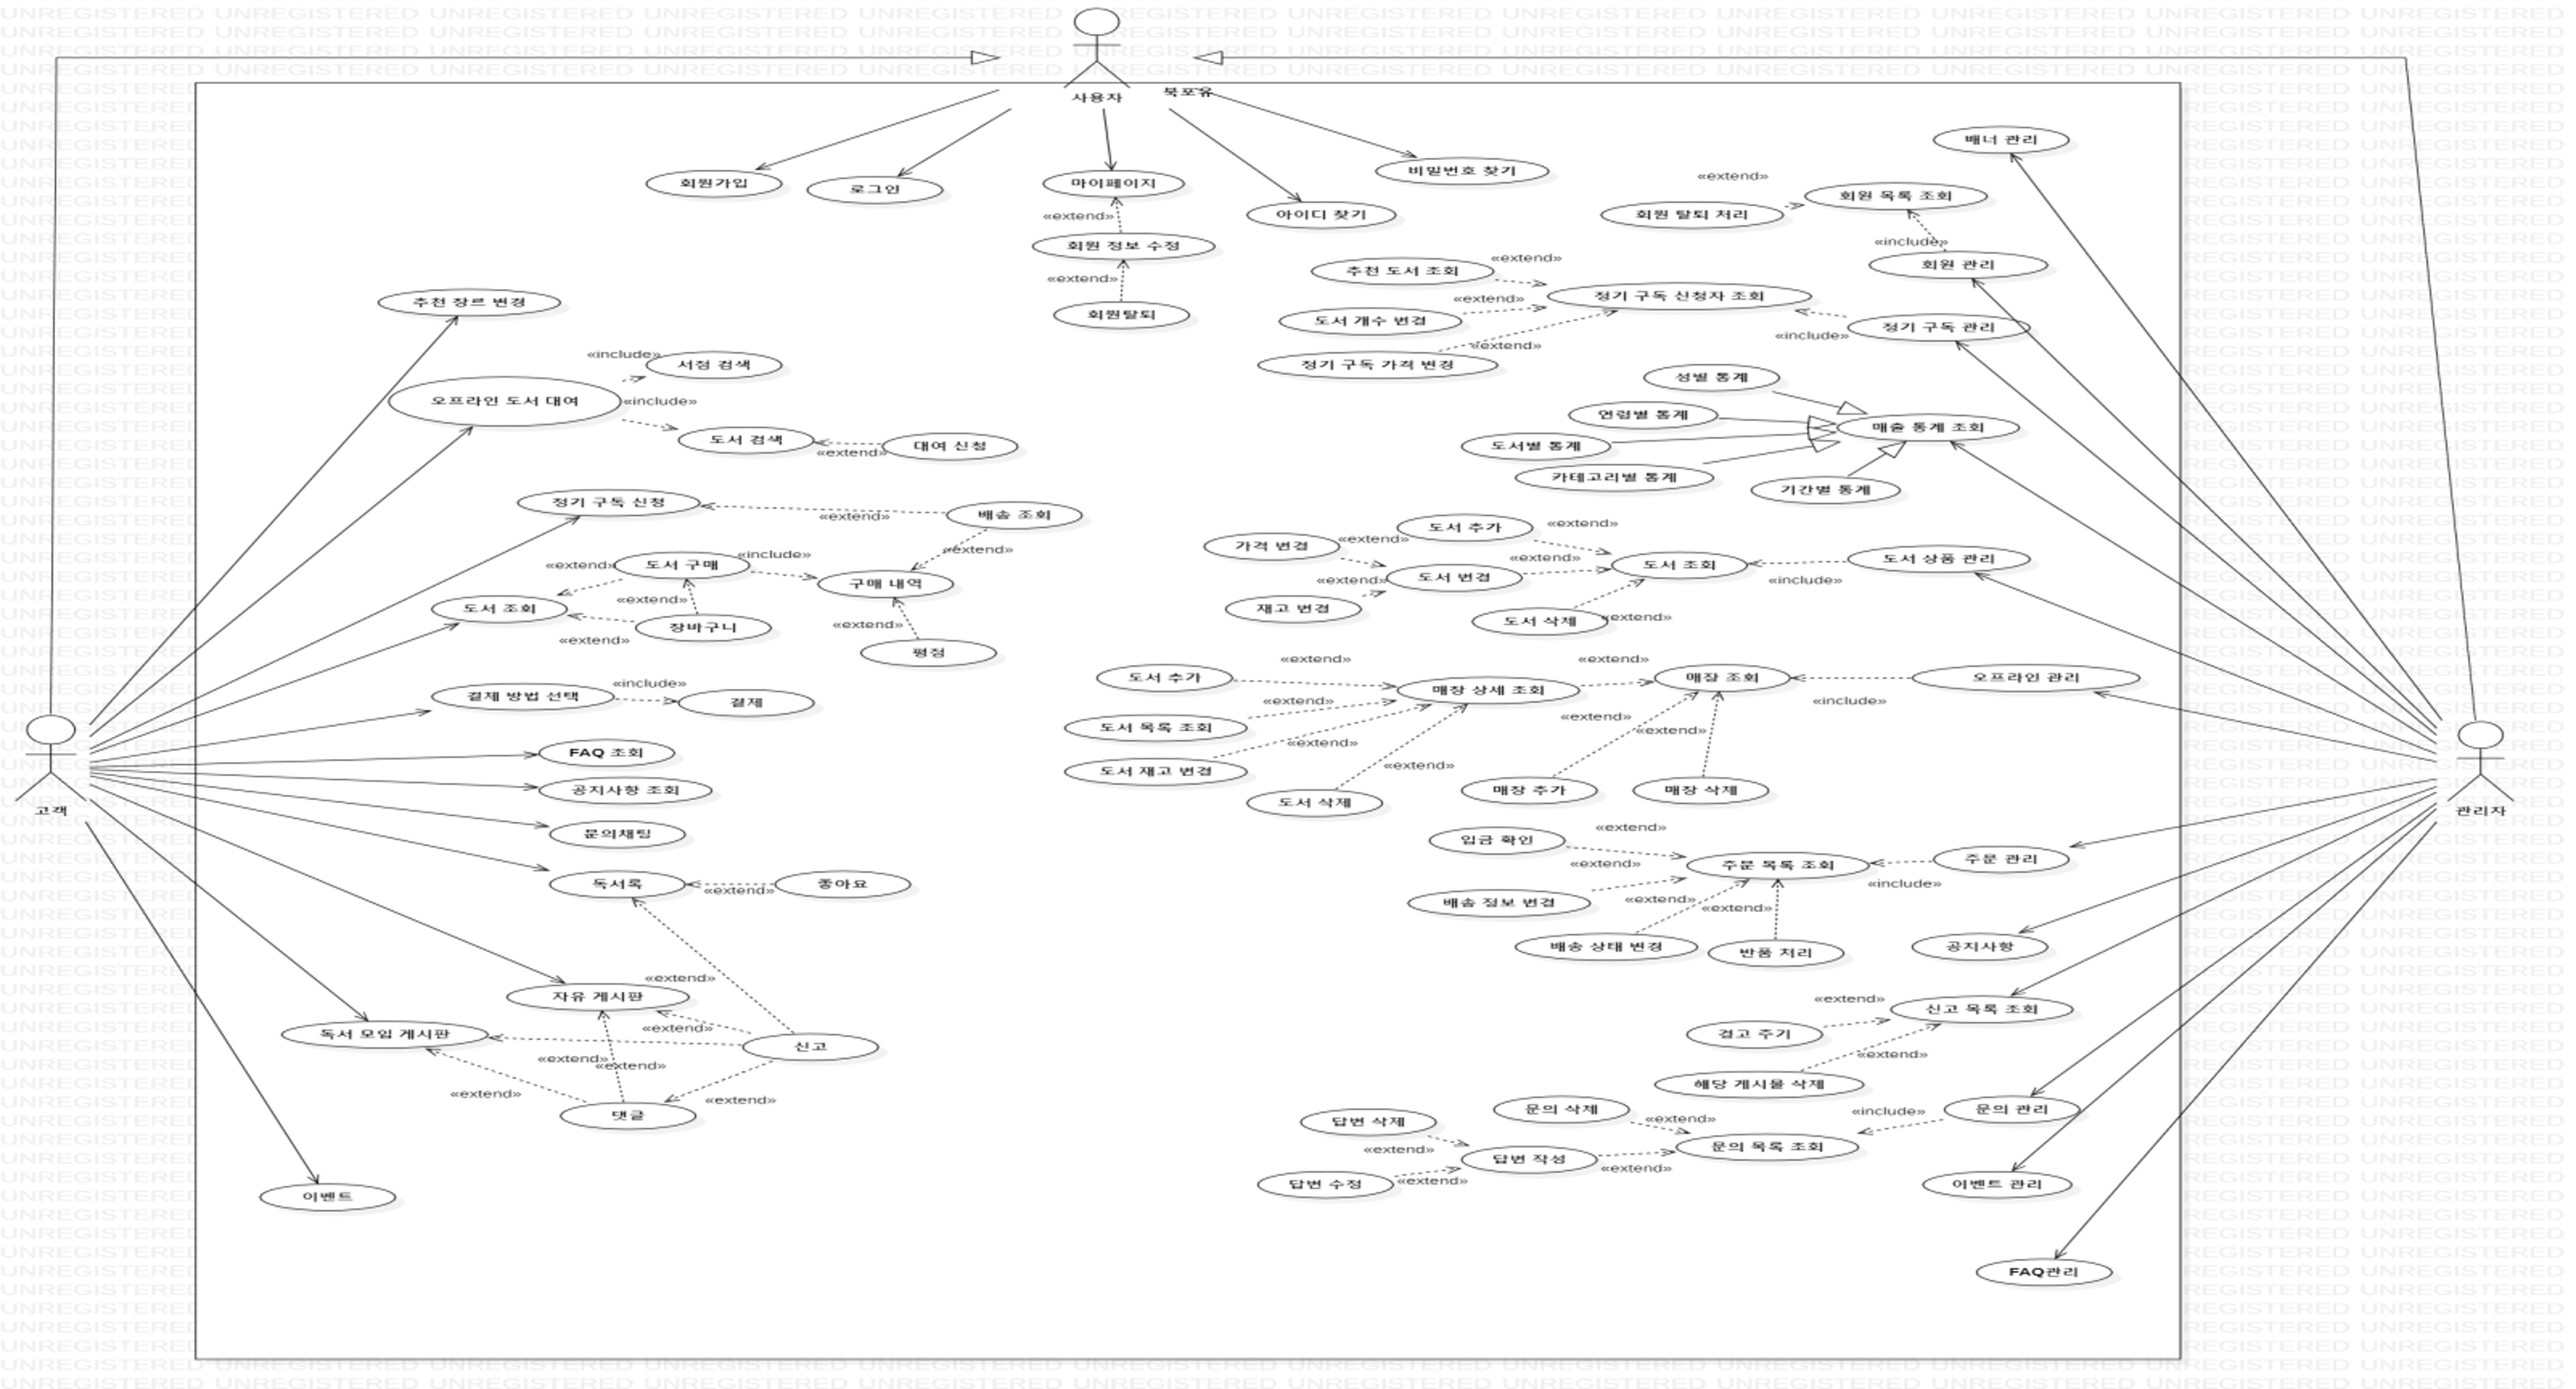 사용자
북포유
회원가입
로그인
마이페이지
«extend»
회원 정보 수정
«extend»
회원탈퇴
아이디 찾기
비밀번호 찾기
배너 관리
«extend»
회원 목록 조회
회원 탈퇴 처리
«include»
회원 관리
추천 도서 조회
«extend»
정기 구독 신청자 조회
«extend»
도서 개수 변경
«extend»
정기 구독 가격 변경
«include»
정기 구독 관리
성별 통계
연령별 통계
도서별 통계
카테고리별 통계
기간별 통계
매출 통계 조회
추천 장르 변경
«include»
서점 검색
오프라인 도서 대여
«include»
도서 검색
«extend»
대여 신청
정기 구독 신청
«extend»
배송 조회
«extend»
도서 구매
«include»
«extend»
구매 내역
도서 조회
«extend»
장바구니
«extend»
«extend»
평점
결제 방법 선택
«include»
결제
FAQ 조회
공지사항 조회
문의채팅
독서록
«extend»
좋아요
고객
«extend»
자유 게시판
«extend»
독서 모임 게시판
신고
«extend»
«extend»
«extend»
«extend»
댓글
이벤트
가격 변경
«extend»
도서 추가
«extend»
«extend»
도서 변경
«extend»
재고 변경
도서 조회
도서 삭제
«extend»
«include»
도서 상품 관리
도서 추가
«extend»
매장 상세 조회
«extend»
매장 조회
«include»
오프라인 관리
도서 목록 조회
«extend»
«extend»
도서 재고 변경
«extend»
도서 삭제
«extend»
매장 추가
«extend»
매장 삭제
관리자
입금 확인
«extend»
주문 목록 조회
«extend»
배송 정보 변경
«extend»
«extend»
배송 상태 변경
반품 처리
«include»
주문 관리
공지사항
«extend»
신고 목록 조회
경고 주기
«extend»
해당 게시물 삭제
답변 삭제
문의 삭제
«extend»
«include»
문의 관리
«extend»
답변 작성
«extend»
문의 목록 조회
답변 수정
«extend»
이벤트 관리
FAQ관리
UNREGISTERED